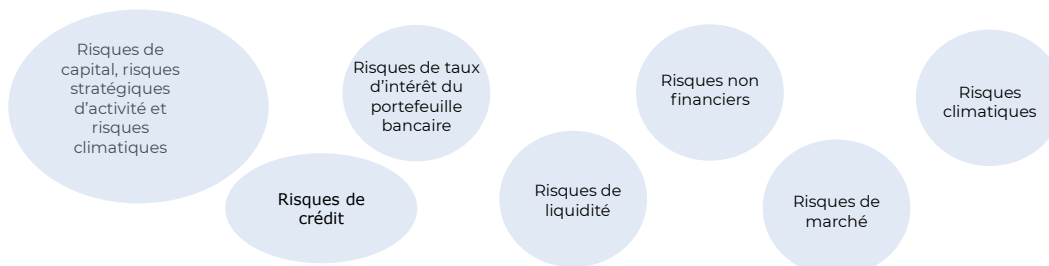 Risques de
capital, risques
stratégiques
d'activité et
risques
climatiques
Risques de crédit
Risques de taux
d'intérêt du
portefeuille
bancaire
Risques de
liquidité
Risques non
financiers
Risques de
marché
Risques
climatiques